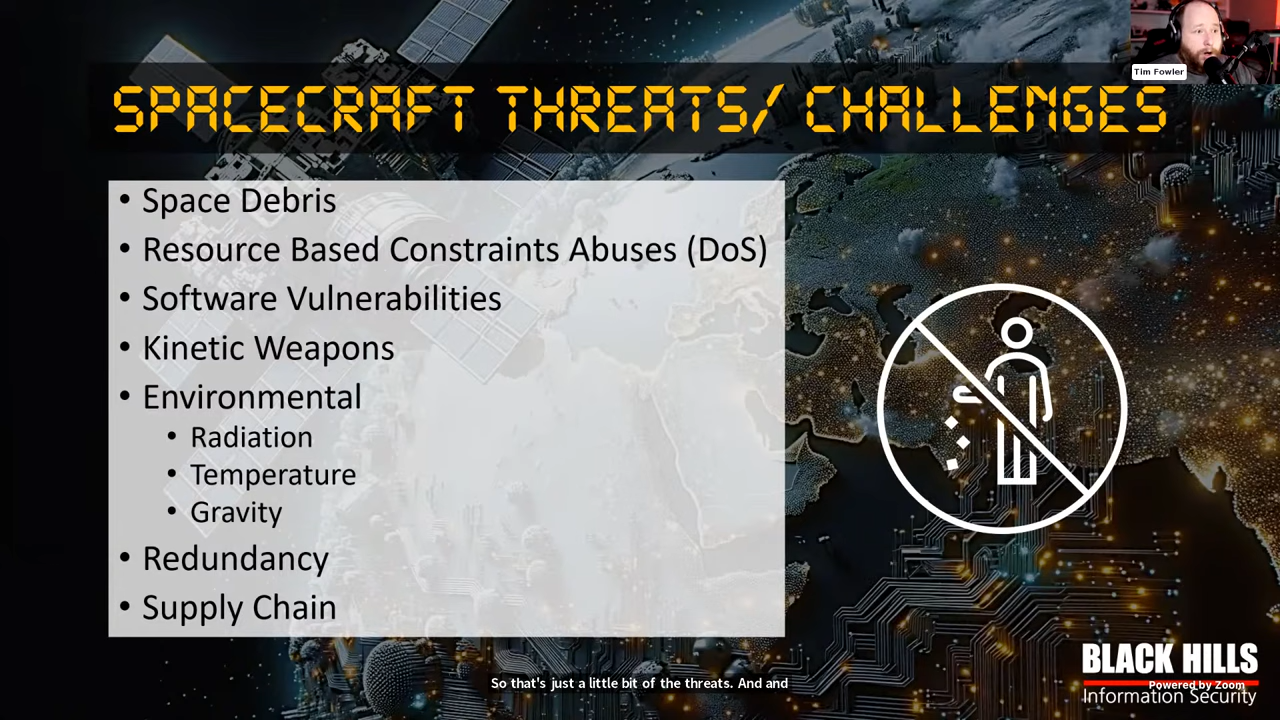 Tim Fowler
SPACECRAFT THREATS/ CHALLENGES
• Space Debris
• Resource Based Constraints Abuses (DoS)
• Software Vulnerabilities
• Kinetic Weapons
• Environmental
• Radiation
• Temperature
• Gravity
• Redundancy
• Supply Chain
BLACK HILLS
Information Security
Powered by Zoom
So that's just a little bit of the threats. And and